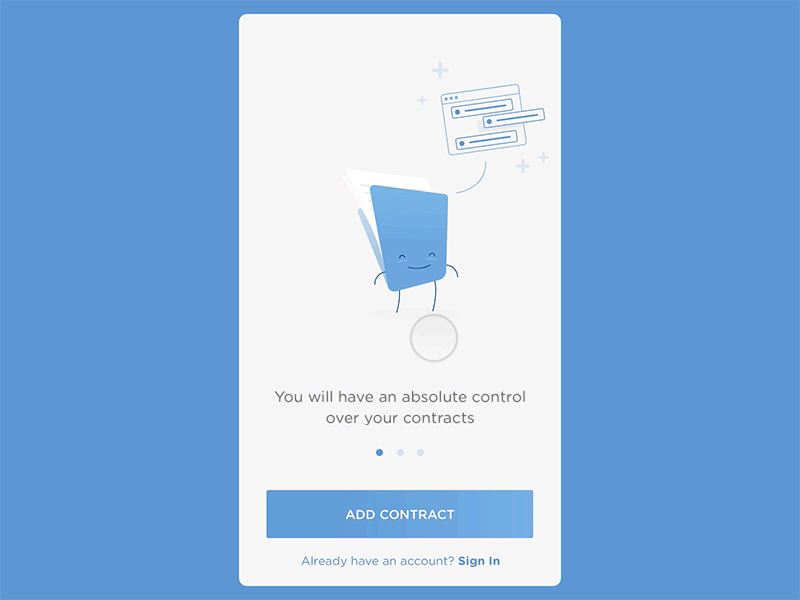 You will have an absolute control
over your contracts
ADD CONTRACT
Already have an account? Sign In